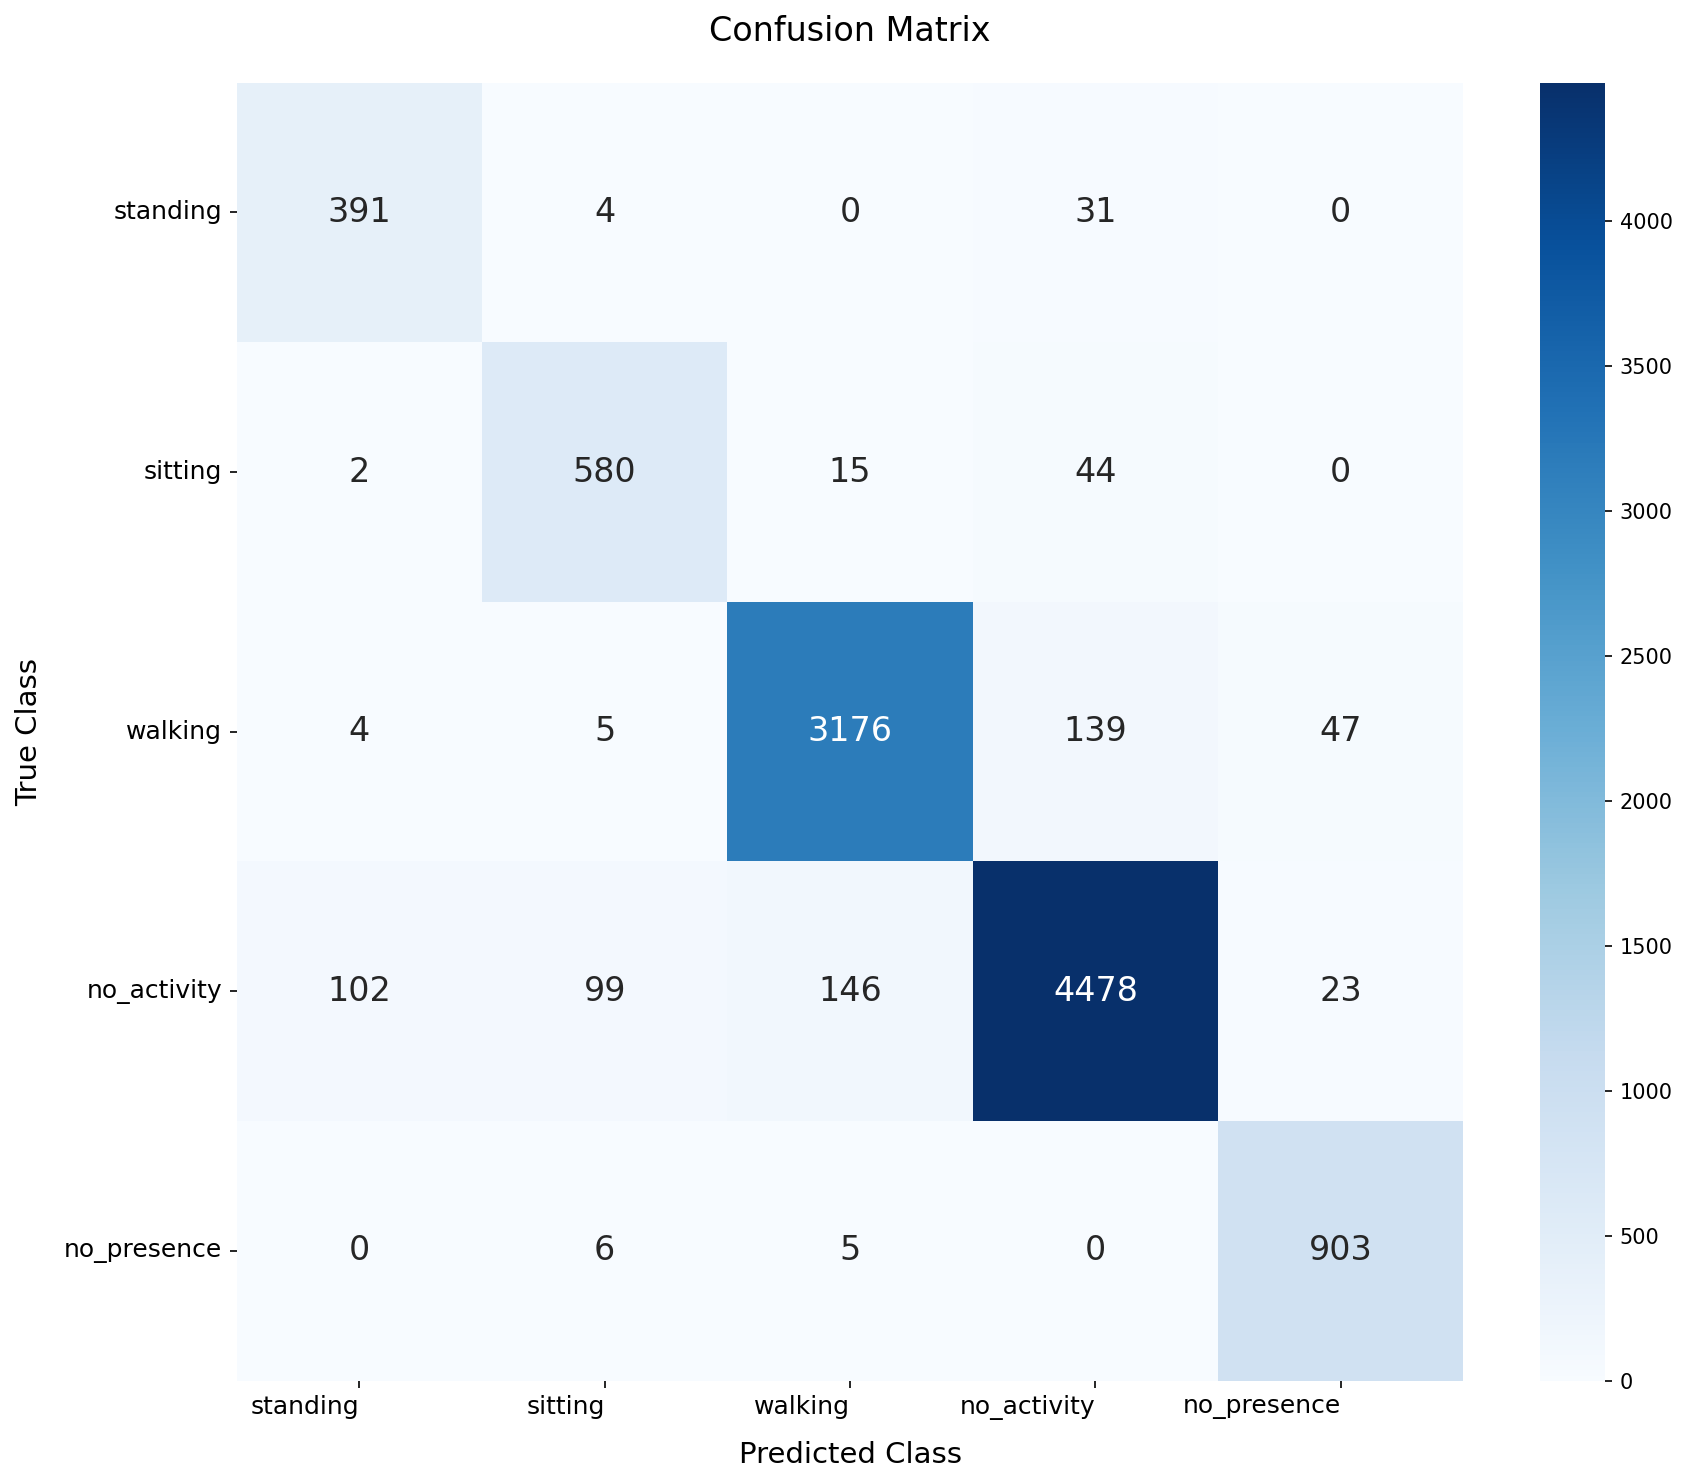 Confusion Matrix
standing 391 4 0 31 0
sitting 2 580 15 44 0
walking 4 5 3176 139 47
no_activity 102 99 146 4478 23
no_presence 0 6 5 0 903
standing sitting walking no_activity no_presence
Predicted Class
True Class
4000
3500
3000
2500
2000
1500
1000
500
0